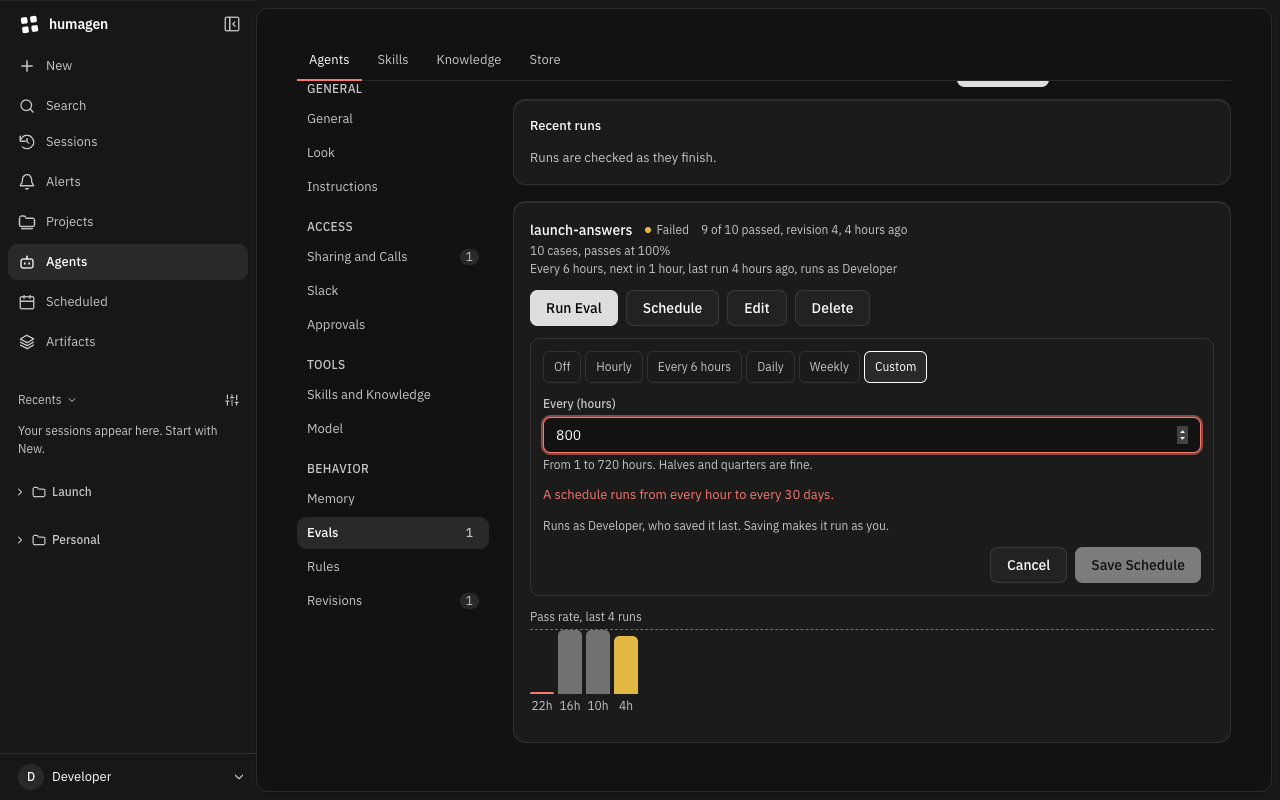 humagen
New
Search
Sessions
Alerts
Projects
Agents
Scheduled
Artifacts
Recents
Your sessions appear here. Start with
New.
Launch
Personal
D Developer
Agents Skills Knowledge Store
GENERAL
General
Look
Instructions
ACCESS
Sharing and Calls 1
Slack
Approvals
TOOLS
Skills and Knowledge
Model
BEHAVIOR
Memory
Evals 1
Rules
Revisions 1
Recent runs
Runs are checked as they finish.
launch-answers Failed 9 of 10 passed, revision 4, 4 hours ago
10 cases, passes at 100%
Every 6 hours, next in 1 hour, last run 4 hours ago, runs as Developer
Run Eval Schedule Edit Delete
Off Hourly Every 6 hours Daily Weekly Custom
Every (hours)
800
From 1 to 720 hours. Halves and quarters are fine.
A schedule runs from every hour to every 30 days.
Runs as Developer, who saved it last. Saving makes it run as you.
Cancel Save Schedule
Pass rate, last 4 runs
22h 16h 10h 4h